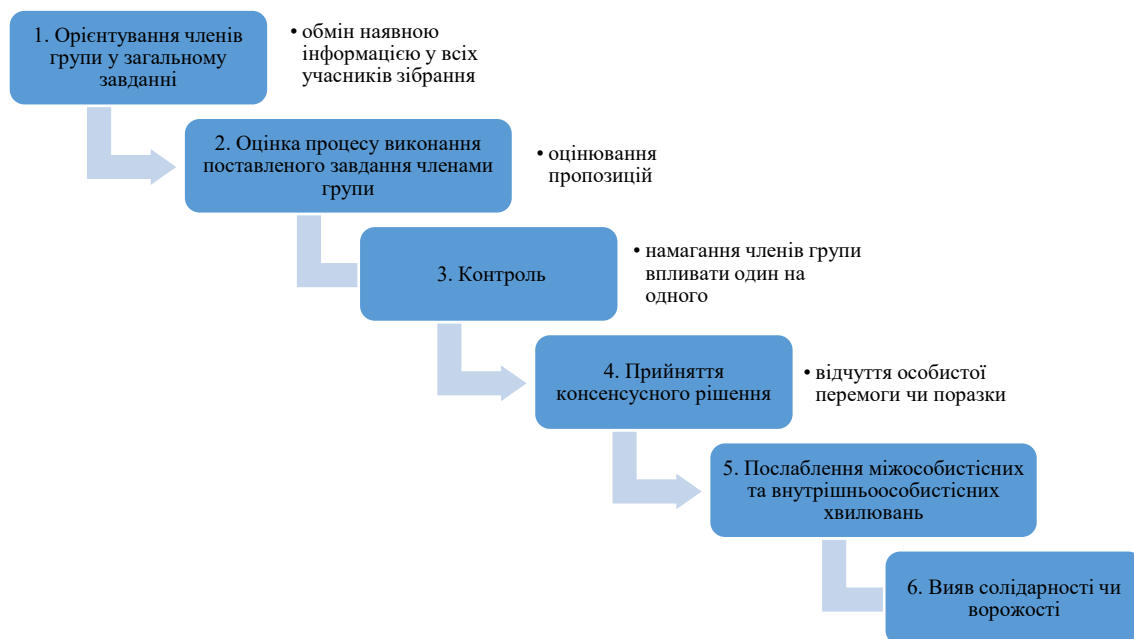 1. Орієнтування членів
групи у загальному
завданні
• обмін наявною
інформацією у всіх
учасників зібрання
2. Оцінка процесу виконання
поставленого завдання членами
групи
• оцінювання
пропозицій
3. Контроль
• намагання членів групи
впливати один на
одного
4. Прийняття
консенсусного рішення
• відчуття особистої
перемоги чи поразки
5. Послаблення міжособистісних
та внутрішньоособистісних
хвилювань
6. Вияв солідарності чи
ворожості